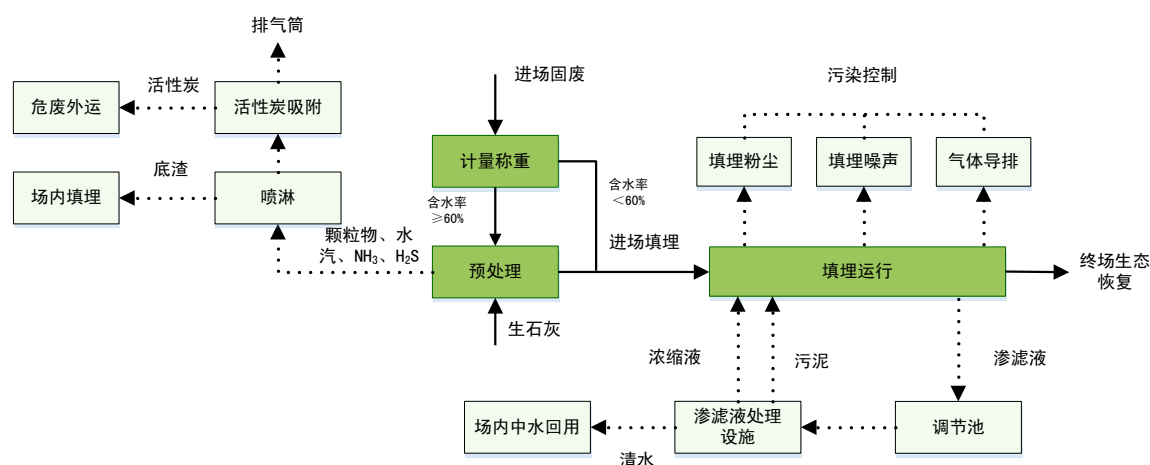 排气筒
活性炭
危废外运
活性炭吸附
底渣
场内填埋
喷淋
颗粒物、水
汽、NH₃、H₂S
进场固废
计量称重
含水率
≥60%
含水率
＜60%
预处理
生石灰
进场填埋
污染控制
填埋粉尘
填埋噪声
气体导排
填埋运行
终场生态
恢复
浓缩液
污泥
渗滤液
场内中水回用
清水
渗滤液处理
设施
调节池